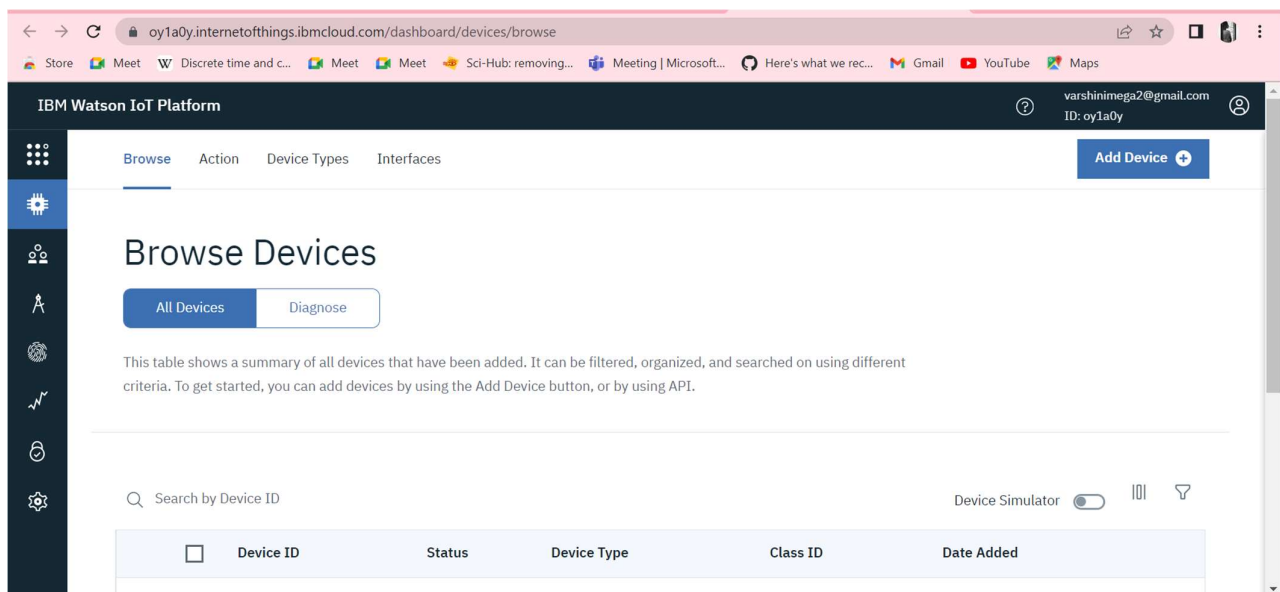 oy1a0y.internetofthings.ibmcloud.com/dashboard/devices/browse
Store Meet W Discrete time and c... Meet Meet Sci-Hub: removing... Meeting | Microsoft... Here's what we rec... Gmail YouTube Maps
IBM Watson IoT Platform
varshinimega2@gmail.com
ID: oy1a0y
Browse Action Device Types Interfaces Add Device
Browse Devices
All Devices Diagnose
This table shows a summary of all devices that have been added. It can be filtered, organized, and searched on using different
criteria. To get started, you can add devices by using the Add Device button, or by using API.
Search by Device ID Device Simulator
Device ID Status Device Type Class ID Date Added